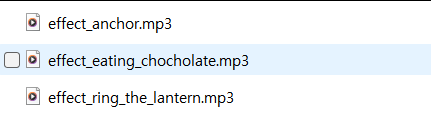 effect_anchor.mp3
effect_eating_chocholate.mp3
effect_ring_the_lantern.mp3